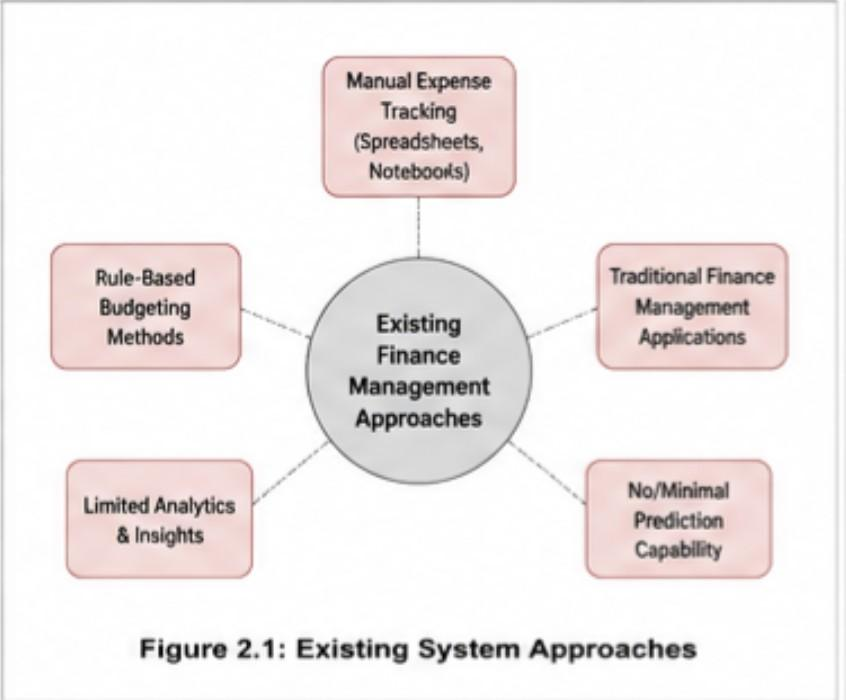 Manual Expense
Tracking
(Spreadsheets,
Notebooks)
Rule-Based
Budgeting
Methods
Traditional Finance
Management
Applications
Existing
Finance
Management
Approaches
Limited Analytics
& Insights
No/Minimal
Prediction
Capability
Figure 2.1: Existing System Approaches